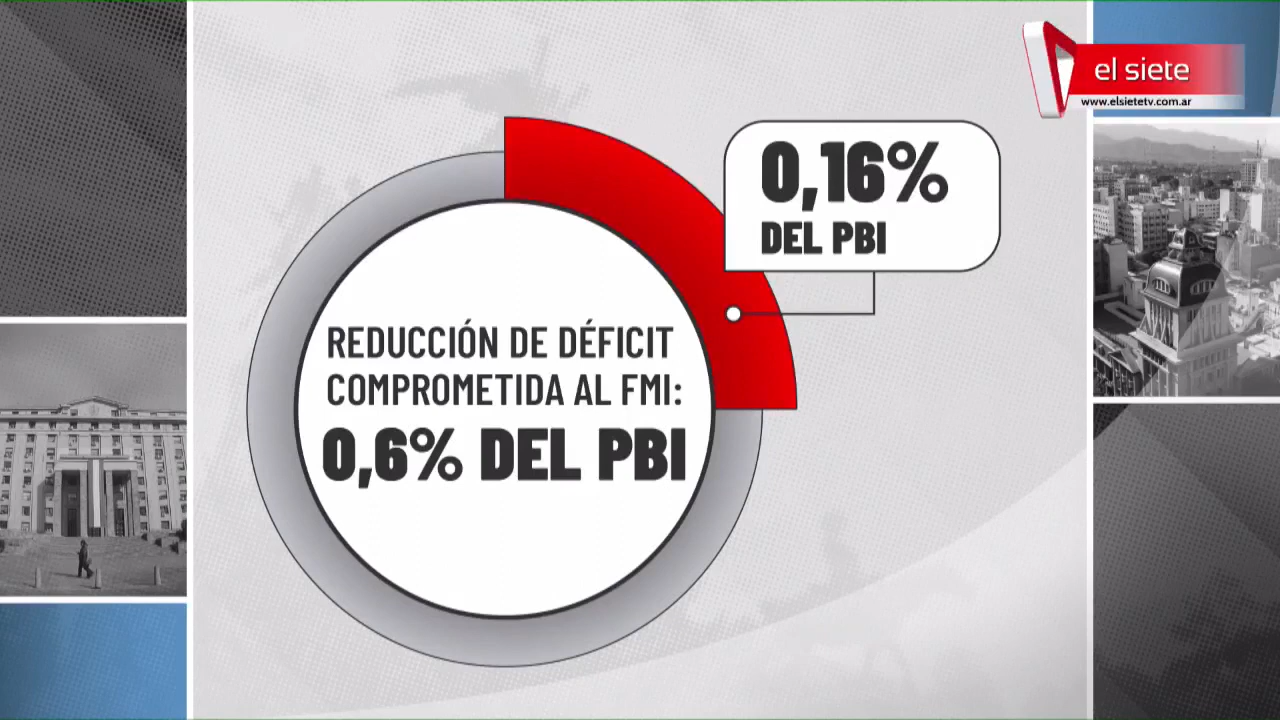 el siete
www.elsietetv.com.ar
0,16%
DEL PBI
REDUCCIÓN DE DÉFICIT
COMPROMETIDA AL FMI:
0,6% DEL PBI